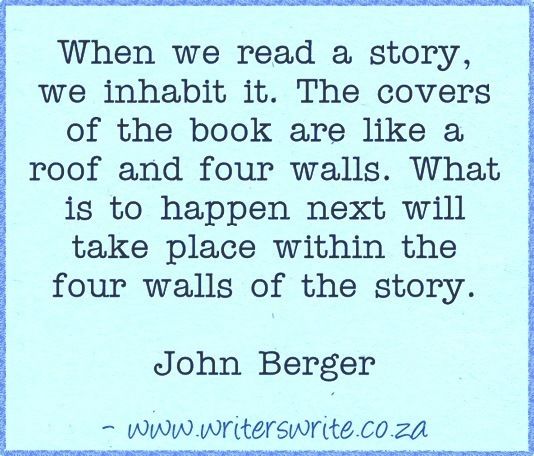 When we read a story,
we inhabit it. The covers
of the book are like a
roof and four walls. What
is to happen next will
take place within the
four walls of the story.
John Berger
- www.writerswrite.co.za